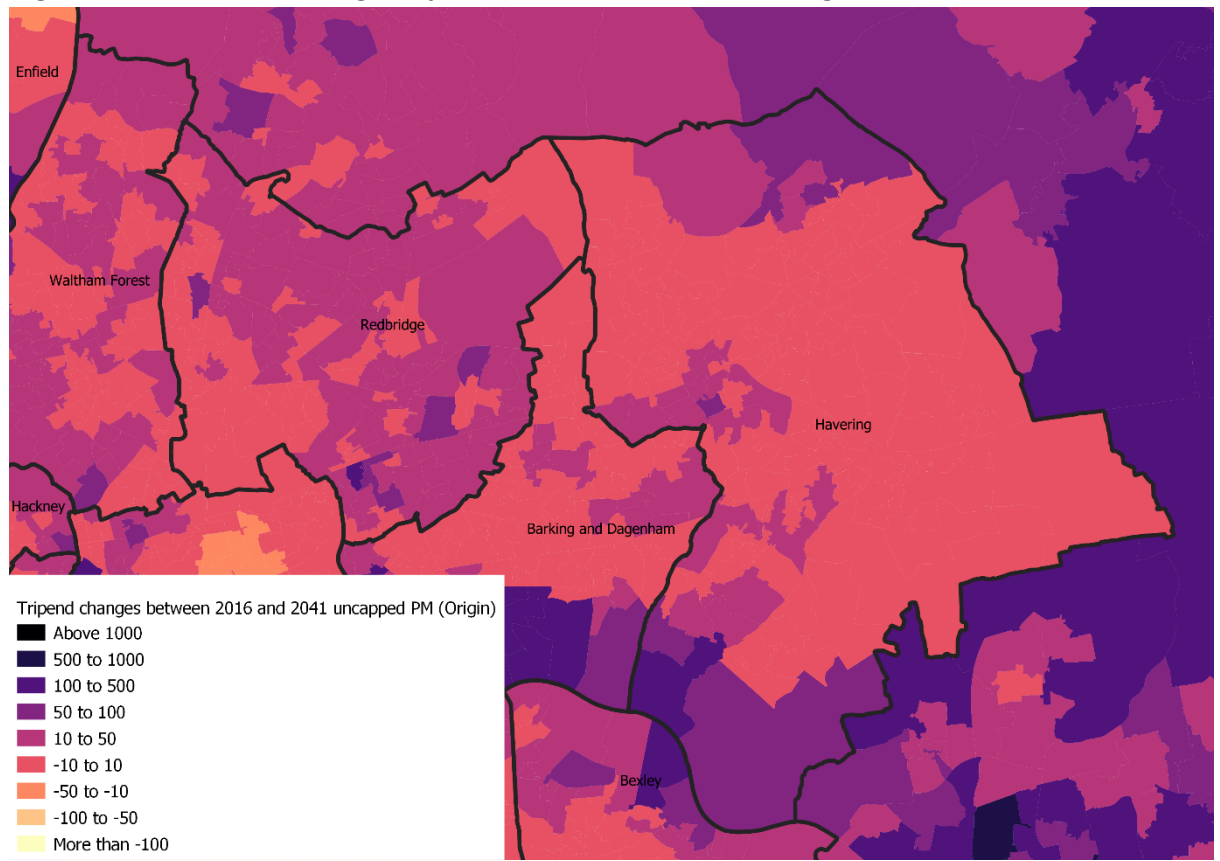 Enfield
Waltham Forest
Redbridge
Havering
Hackney
Barking and Dagenham
Bexley
Tripend changes between 2016 and 2041 uncapped PM (Origin)
Above 1000
500 to 1000
100 to 500
50 to 100
10 to 50
-10 to 10
-50 to -10
-100 to -50
More than -100